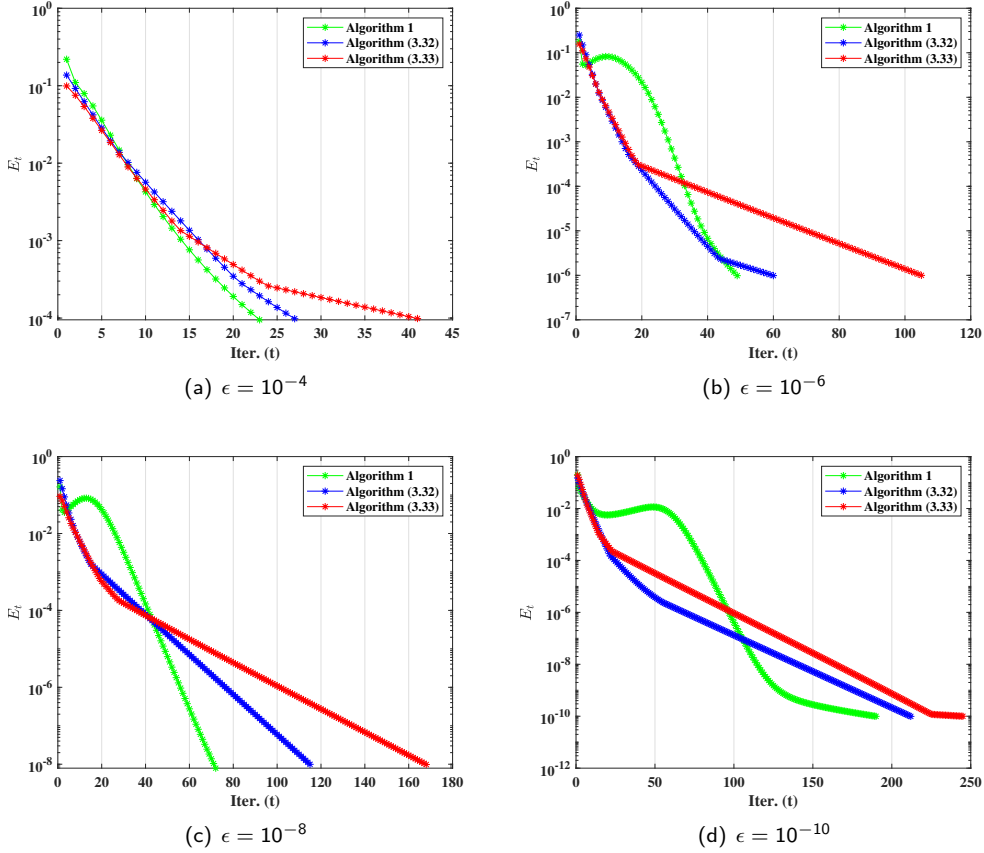 10^0
10^-1
10^-2
10^-3
10^-4
E_t
0 5 10 15 20 25 30 35 40 45
Iter. (t)
Algorithm 1
Algorithm (3.32)
Algorithm (3.33)
(a) ϵ = 10^-4
10^0
10^-1
10^-2
10^-3
10^-4
10^-5
10^-6
10^-7
E_t
0 20 40 60 80 100 120
Iter. (t)
Algorithm 1
Algorithm (3.32)
Algorithm (3.33)
(b) ϵ = 10^-6
10^0
10^-2
10^-4
10^-6
10^-8
E_t
0 20 40 60 80 100 120 140 160 180
Iter. (t)
Algorithm 1
Algorithm (3.32)
Algorithm (3.33)
(c) ϵ = 10^-8
10^0
10^-2
10^-4
10^-6
10^-8
10^-10
10^-12
E_t
0 50 100 150 200 250
Iter. (t)
Algorithm 1
Algorithm (3.32)
Algorithm (3.33)
(d) ϵ = 10^-10